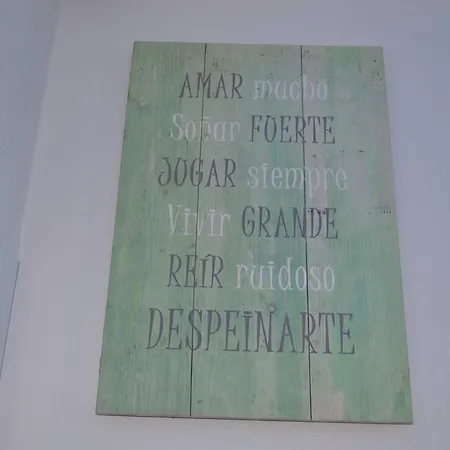 AMAR mucho
Soñar FUERTE
JUGAR siempre
Vivir GRANDE
REÍR ruidoso
DESPEINARTE